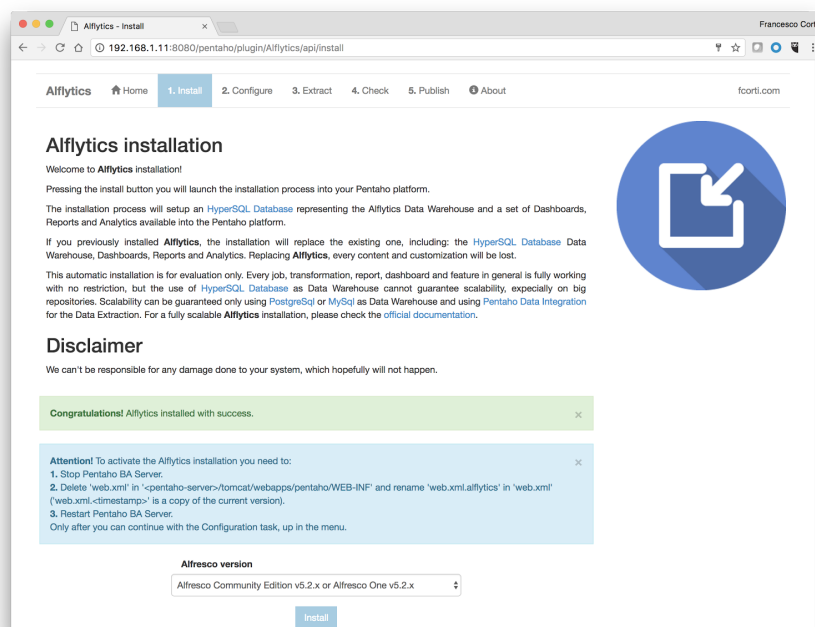 Alflytics - Install
Francesco Cort
192.168.1.11:8080/pentaho/plugin/Alflytics/api/install
Alflytics Home 1. Install 2. Configure 3. Extract 4. Check 5. Publish About fcorti.com
Alflytics installation
Welcome to Alflytics installation!
Pressing the install button you will launch the installation process into your Pentaho platform.
The installation process will setup an HyperSQL Database representing the Alflytics Data Warehouse and a set of Dashboards,
Reports and Analytics available into the Pentaho platform.
If you previously installed Alflytics, the installation will replace the existing one, including: the HyperSQL Database Data
Warehouse, Dashboards, Reports and Analytics. Replacing Alflytics, every content and customization will be lost.
This automatic installation is for evaluation only. Every job, transformation, report, dashboard and feature in general is fully working
with no restriction, but the use of HyperSQL Database as Data Warehouse cannot guarantee scalability, expecially on big
repositories. Scalability can be guaranteed only using PostgreSql or MySql as Data Warehouse and using Pentaho Data Integration
for the Data Extraction. For a fully scalable Alflytics installation, please check the official documentation.
Disclaimer
We can't be responsible for any damage done to your system, which hopefully will not happen.
Congratulations! Alflytics installed with success.
Attention! To activate the Alflytics installation you need to:
1. Stop Pentaho BA Server.
2. Delete 'web.xml' in '<pentaho-server>/tomcat/webapps/pentaho/WEB-INF' and rename 'web.xml.alflytics' in 'web.xml'
('web.xml.<timestamp>' is a copy of the current version).
3. Restart Pentaho BA Server.
Only after you can continue with the Configuration task, up in the menu.
Alfresco version
Alfresco Community Edition v5.2.x or Alfresco One v5.2.x
Install